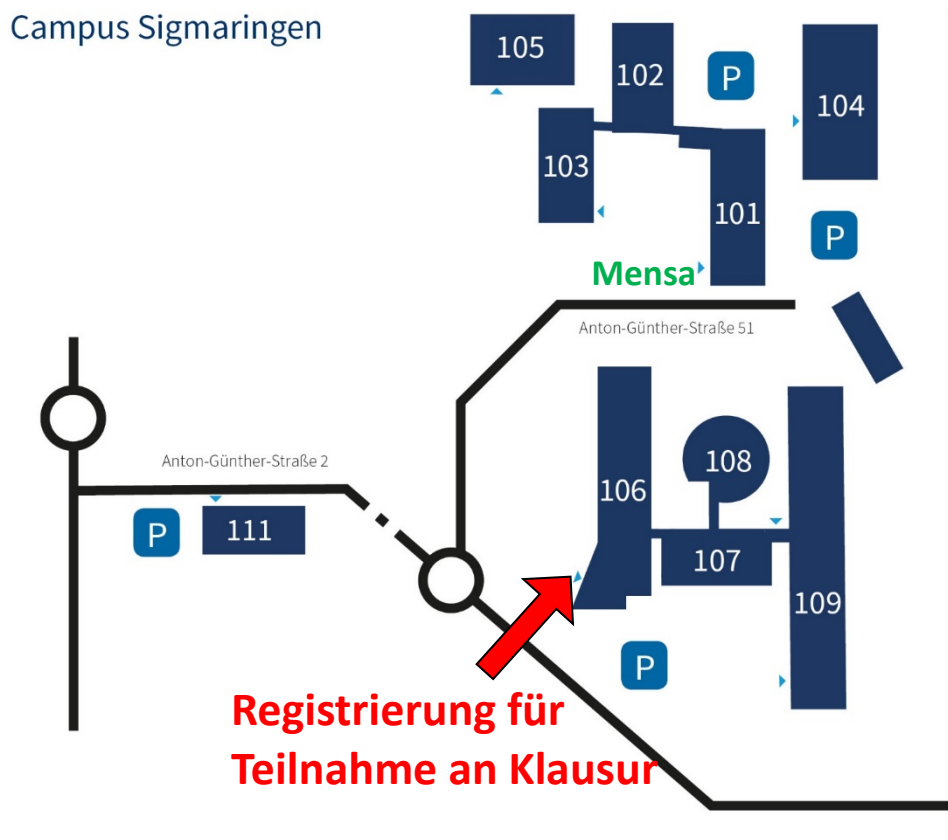 Campus Sigmaringen
105
102
P
104
103
101
P
Mensa
Anton-Günther-Straße 51
Anton-Günther-Straße 2
108
106
P
111
107
109
P
Registrierung für
Teilnahme an Klausur